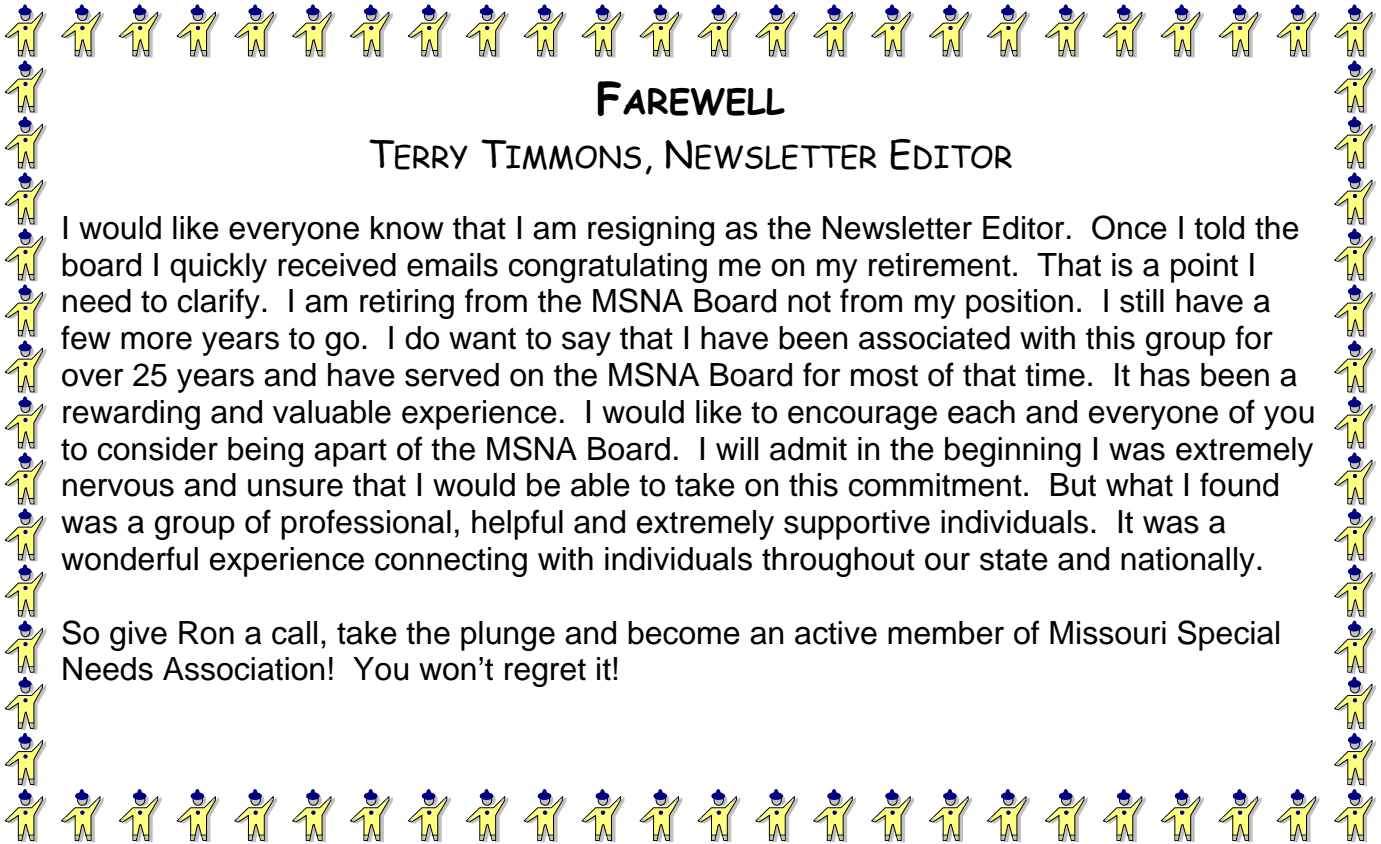 FAREWELL
TERRY TIMMONS, NEWSLETTER EDITOR
I would like everyone know that I am resigning as the Newsletter Editor.  Once I told the
board I quickly received emails congratulating me on my retirement.  That is a point I
need to clarify.  I am retiring from the MSNA Board not from my position.  I still have a
few more years to go.  I do want to say that I have been associated with this group for
over 25 years and have served on the MSNA Board for most of that time.  It has been a
rewarding and valuable experience.  I would like to encourage each and everyone of you
to consider being apart of the MSNA Board.  I will admit in the beginning I was extremely
nervous and unsure that I would be able to take on this commitment.  But what I found
was a group of professional, helpful and extremely supportive individuals.  It was a
wonderful experience connecting with individuals throughout our state and nationally.
So give Ron a call, take the plunge and become an active member of Missouri Special
Needs Association!  You won't regret it!